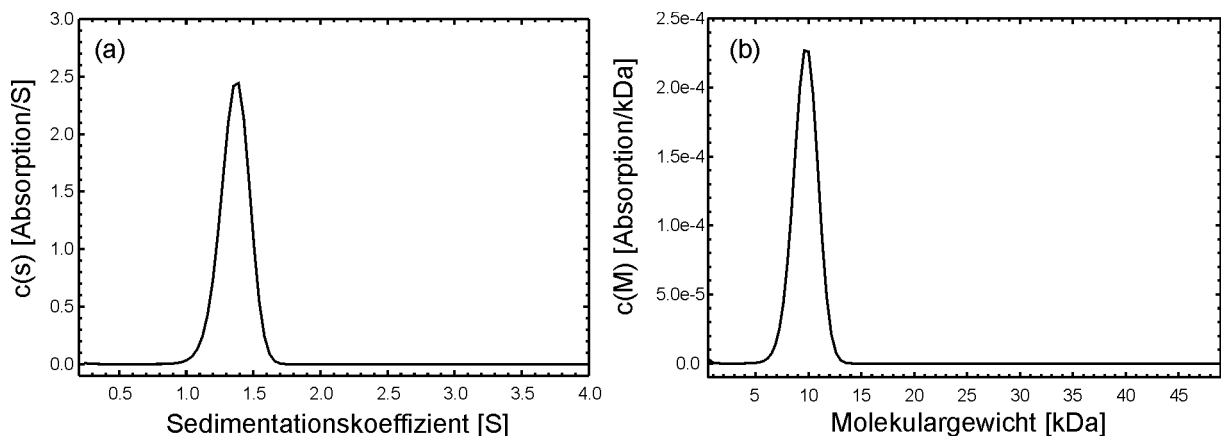 (a)
c(s) [Absorption/S]
3.0
2.5
2.0
1.5
1.0
0.5
0.0
0.5 1.0 1.5 2.0 2.5 3.0 3.5 4.0
Sedimentationskoeffizient [S]
(b)
c(M) [Absorption/kDa]
2.5e-4
2.0e-4
1.5e-4
1.0e-4
5.0e-5
0.0
5 10 15 20 25 30 35 40 45
Molekulargewicht [kDa]